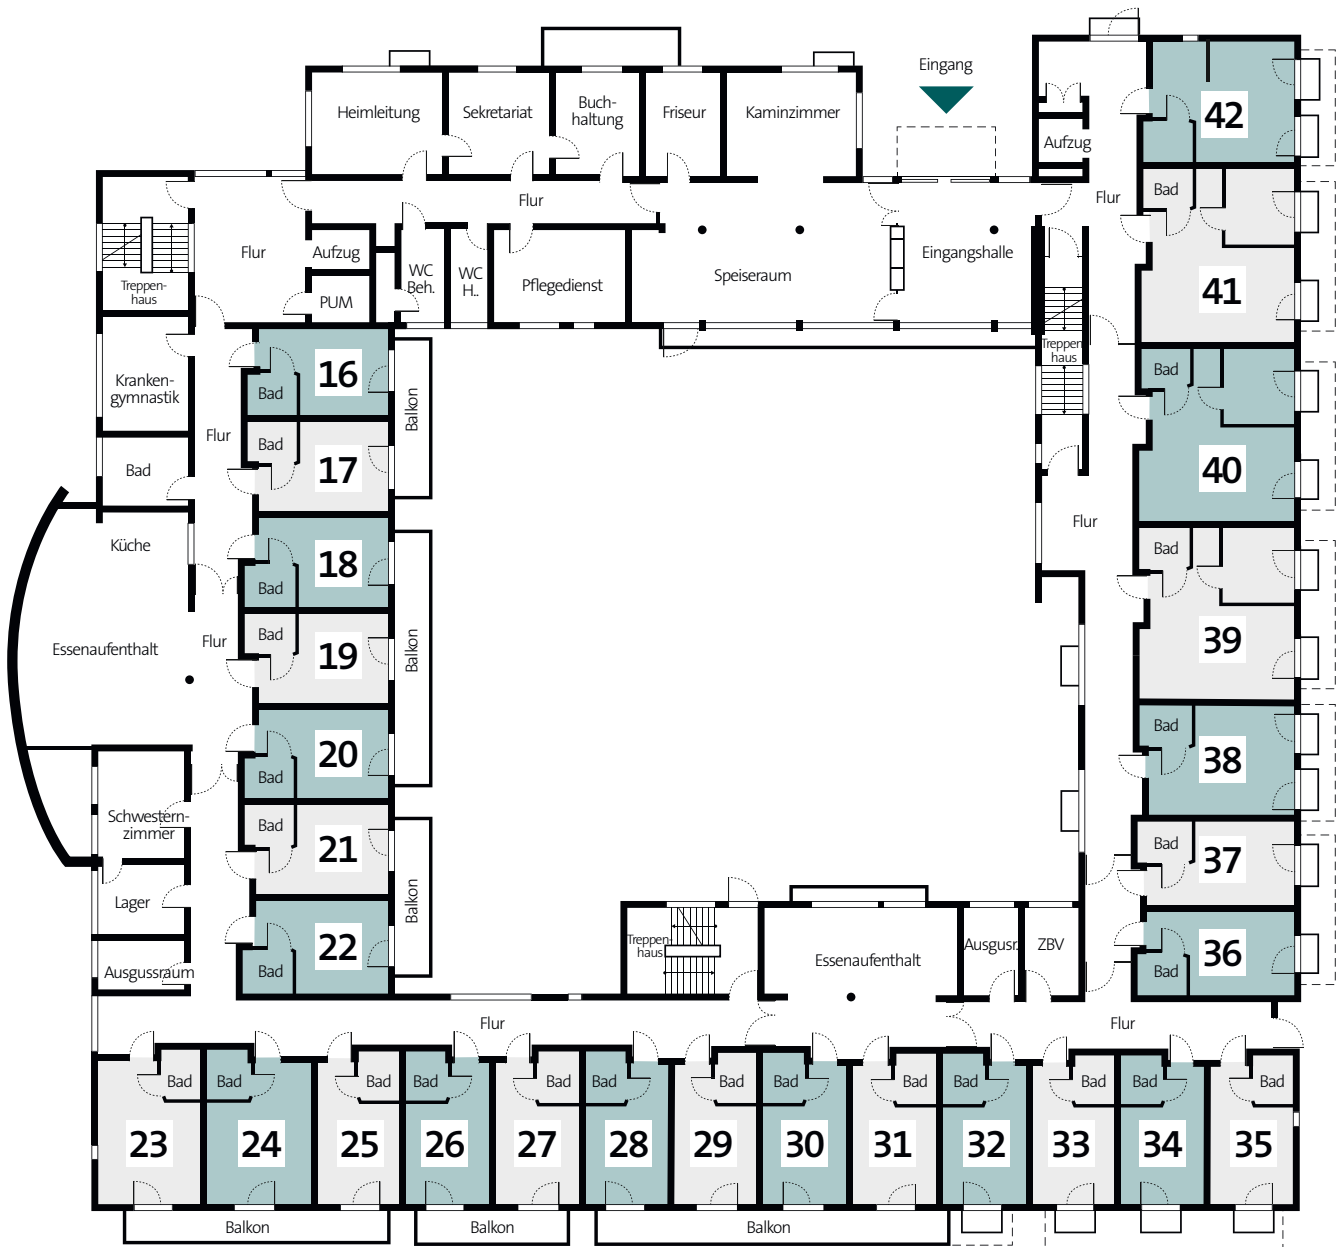 Eingang
Heimleitung
Sekretariat
Buch-
haltung
Friseur
Kaminzimmer
42
Aufzug
Bad
Flur
Flur
Flur
Aufzug
PUM
WC
Beh.
WC
H..
Pflegedienst
Speiseraum
Eingangshalle
Treppen-
haus
41
Treppen
haus
Bad
40
16
Bad
Balkon
Kranken-
gymnastik
Flur
Bad
17
Bad
Flur
Küche
18
Bad
Bad
39
Essenaufenthalt
Flur
Bad
19
Balkon
20
Bad
Bad
38
Schwestern-
zimmer
Bad
21
Bad
37
Lager
Balkon
22
Bad
Ausgussraum
Treppen-
haus
Essenaufenthalt
Ausgusr.
ZBV
36
Bad
Flur
Flur
Bad
Bad
Bad
Bad
Bad
Bad
Bad
Bad
Bad
Bad
Bad
Bad
Bad
23
24
25
26
27
28
29
30
31
32
33
34
35
Balkon
Balkon
Balkon